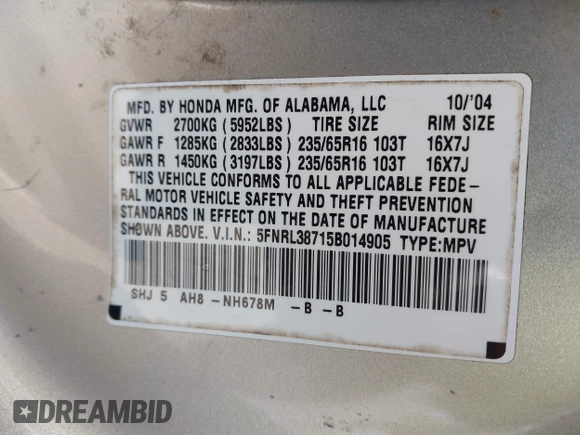 MFD. BY HONDA MFG. OF ALABAMA, LLC 10/'04
GVWR 2700KG (5952LBS) TIRE SIZE RIM SIZE
GAWR F 1285KG (2833LBS) 235/65R16 103T 16X7J
GAWR R 1450KG (3197LBS) 235/65R16 103T 16X7J
THIS VEHICLE CONFORMS TO ALL APPLICABLE FEDE-
RAL MOTOR VEHICLE SAFETY AND THEFT PREVENTION
STANDARDS IN EFFECT ON THE DATE OF MANUFACTURE
SHOWN ABOVE. V.I.N.: 5FNRL38715B014905 TYPE:MPV
SHJ 5 AH8 -NH678M -B -B
DREAMBID